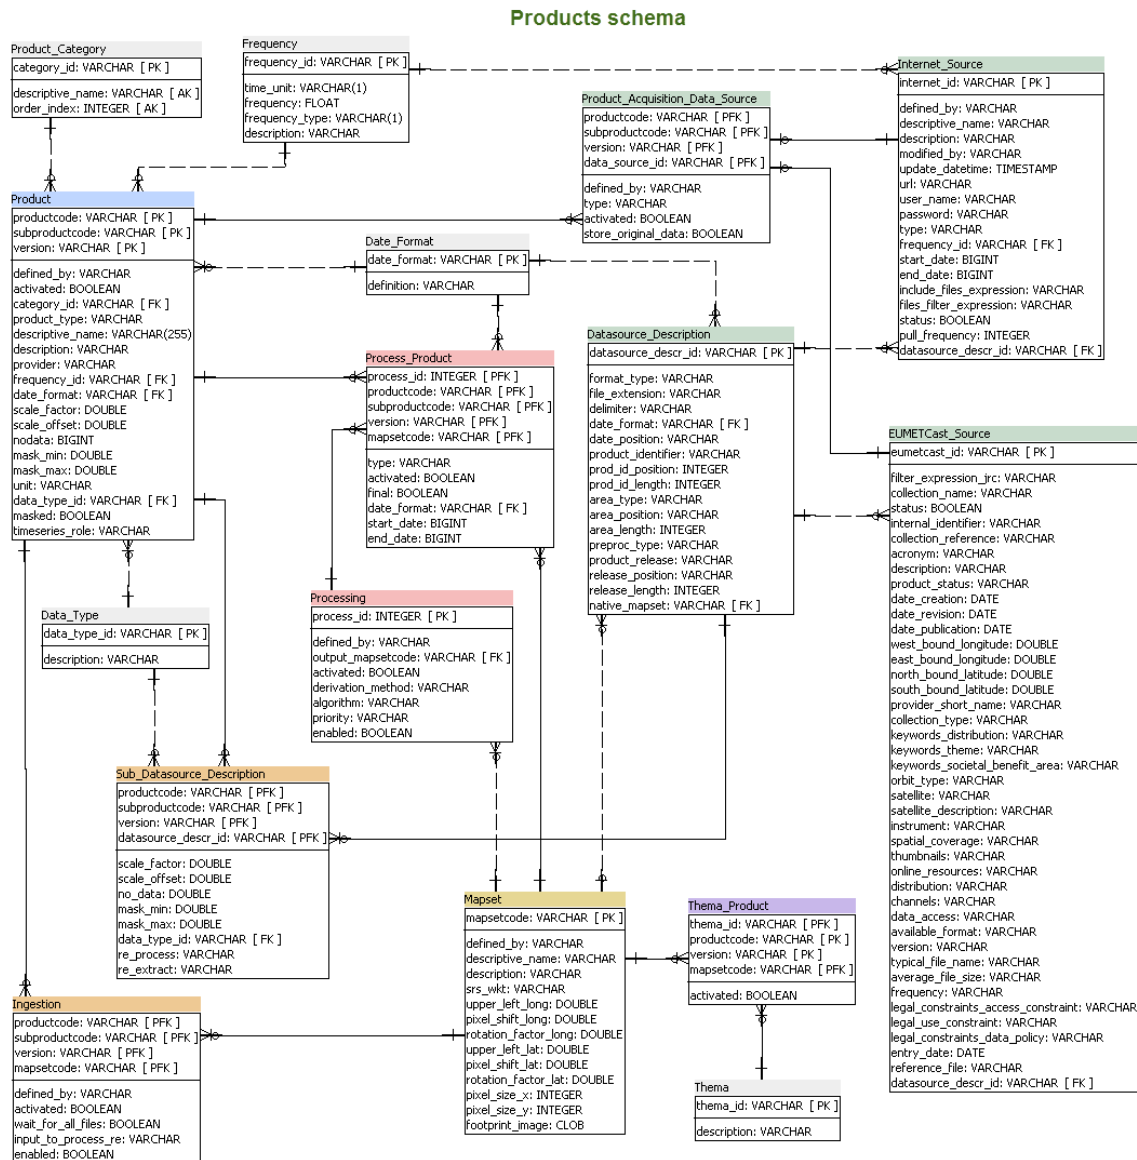 Products schema
Product_Category
category_id: VARCHAR [ PK ]
descriptive_name: VARCHAR [ AK ]
order_index: INTEGER [ AK ]
Frequency
frequency_id: VARCHAR [ PK ]
time_unit: VARCHAR(1)
frequency: FLOAT
frequency_type: VARCHAR(1)
description: VARCHAR
Internet_Source
internet_id: VARCHAR [ PK ]
defined_by: VARCHAR
descriptive_name: VARCHAR
description: VARCHAR
modified_by: VARCHAR
update_datetime: TIMESTAMP
url: VARCHAR
user_name: VARCHAR
password: VARCHAR
type: VARCHAR
frequency_id: VARCHAR [ FK ]
start_date: BIGINT
end_date: BIGINT
include_files_expression: VARCHAR
files_filter_expression: VARCHAR
status: BOOLEAN
pull_frequency: INTEGER
datasource_descr_id: VARCHAR [ FK ]
Product_Acquisition_Data_Source
productcode: VARCHAR [ PFK ]
subproductcode: VARCHAR [ PFK ]
version: VARCHAR [ PFK ]
data_source_id: VARCHAR [ PFK ]
defined_by: VARCHAR
type: VARCHAR
activated: BOOLEAN
store_original_data: BOOLEAN
Product
productcode: VARCHAR [ PK ]
subproductcode: VARCHAR [ PK ]
version: VARCHAR [ PK ]
defined_by: VARCHAR
activated: BOOLEAN
category_id: VARCHAR [ FK ]
product_type: VARCHAR
descriptive_name: VARCHAR(255)
description: VARCHAR
provider: VARCHAR
frequency_id: VARCHAR [ FK ]
date_format: VARCHAR [ FK ]
scale_factor: DOUBLE
scale_offset: DOUBLE
nodata: BIGINT
mask_min: DOUBLE
mask_max: DOUBLE
unit: VARCHAR
data_type_id: VARCHAR [ FK ]
masked: BOOLEAN
timeseries_role: VARCHAR
Date_Format
date_format: VARCHAR [ PK ]
definition: VARCHAR
Process_Product
process_id: INTEGER [ PFK ]
productcode: VARCHAR [ PFK ]
subproductcode: VARCHAR [ PFK ]
version: VARCHAR [ PFK ]
mapsetcode: VARCHAR [ PFK ]
type: VARCHAR
activated: BOOLEAN
final: BOOLEAN
date_format: VARCHAR [ FK ]
start_date: BIGINT
end_date: BIGINT
Datasource_Description
datasource_descr_id: VARCHAR [ PK ]
format_type: VARCHAR
file_extension: VARCHAR
delimiter: VARCHAR
date_format: VARCHAR [ FK ]
date_position: VARCHAR
product_identifier: VARCHAR
prod_id_position: INTEGER
prod_id_length: INTEGER
area_type: VARCHAR
area_position: VARCHAR
area_length: INTEGER
preproc_type: VARCHAR
product_release: VARCHAR
release_position: VARCHAR
release_length: INTEGER
native_mapset: VARCHAR [ FK ]
EUMETCast_Source
eumetcast_id: VARCHAR [ PK ]
filter_expression_jrc: VARCHAR
collection_name: VARCHAR
status: BOOLEAN
internal_identifier: VARCHAR
collection_reference: VARCHAR
acronym: VARCHAR
description: VARCHAR
product_status: VARCHAR
date_creation: DATE
date_revision: DATE
date_publication: DATE
west_bound_longitude: DOUBLE
east_bound_longitude: DOUBLE
north_bound_latitude: DOUBLE
south_bound_latitude: DOUBLE
provider_short_name: VARCHAR
collection_type: VARCHAR
keywords_distribution: VARCHAR
keywords_theme: VARCHAR
keywords_societal_benefit_area: VARCHAR
orbit_type: VARCHAR
satellite: VARCHAR
satellite_description: VARCHAR
instrument: VARCHAR
spatial_coverage: VARCHAR
thumbnails: VARCHAR
online_resources: VARCHAR
distribution: VARCHAR
channels: VARCHAR
data_access: VARCHAR
available_format: VARCHAR
version: VARCHAR
typical_file_name: VARCHAR
average_file_size: VARCHAR
frequency: VARCHAR
legal_constraints_access_constraint: VARCHAR
legal_use_constraint: VARCHAR
legal_constraints_data_policy: VARCHAR
entry_date: DATE
reference_file: VARCHAR
datasource_descr_id: VARCHAR [ FK ]
Data_Type
data_type_id: VARCHAR [ PK ]
description: VARCHAR
Processing
process_id: INTEGER [ PK ]
defined_by: VARCHAR
output_mapsetcode: VARCHAR [ FK ]
activated: BOOLEAN
derivation_method: VARCHAR
algorithm: VARCHAR
priority: VARCHAR
enabled: BOOLEAN
Sub_Datasource_Description
productcode: VARCHAR [ PFK ]
subproductcode: VARCHAR [ PFK ]
version: VARCHAR [ PFK ]
datasource_descr_id: VARCHAR [ PFK ]
scale_factor: DOUBLE
scale_offset: DOUBLE
no_data: DOUBLE
mask_min: DOUBLE
mask_max: DOUBLE
data_type_id: VARCHAR [ FK ]
re_process: VARCHAR
re_extract: VARCHAR
Mapset
mapsetcode: VARCHAR [ PK ]
defined_by: VARCHAR
descriptive_name: VARCHAR
description: VARCHAR
srs_wkt: VARCHAR
upper_left_long: DOUBLE
pixel_shift_long: DOUBLE
rotation_factor_long: DOUBLE
upper_left_lat: DOUBLE
pixel_shift_lat: DOUBLE
rotation_factor_lat: DOUBLE
pixel_size_x: INTEGER
pixel_size_y: INTEGER
footprint_image: CLOB
Thema_Product
thema_id: VARCHAR [ PFK ]
productcode: VARCHAR [ PK ]
version: VARCHAR [ PK ]
mapsetcode: VARCHAR [ PFK ]
activated: BOOLEAN
Ingestion
productcode: VARCHAR [ PFK ]
subproductcode: VARCHAR [ PFK ]
version: VARCHAR [ PFK ]
mapsetcode: VARCHAR [ PFK ]
defined_by: VARCHAR
activated: BOOLEAN
wait_for_all_files: BOOLEAN
input_to_process_re: VARCHAR
enabled: BOOLEAN
Thema
thema_id: VARCHAR [ PK ]
description: VARCHAR